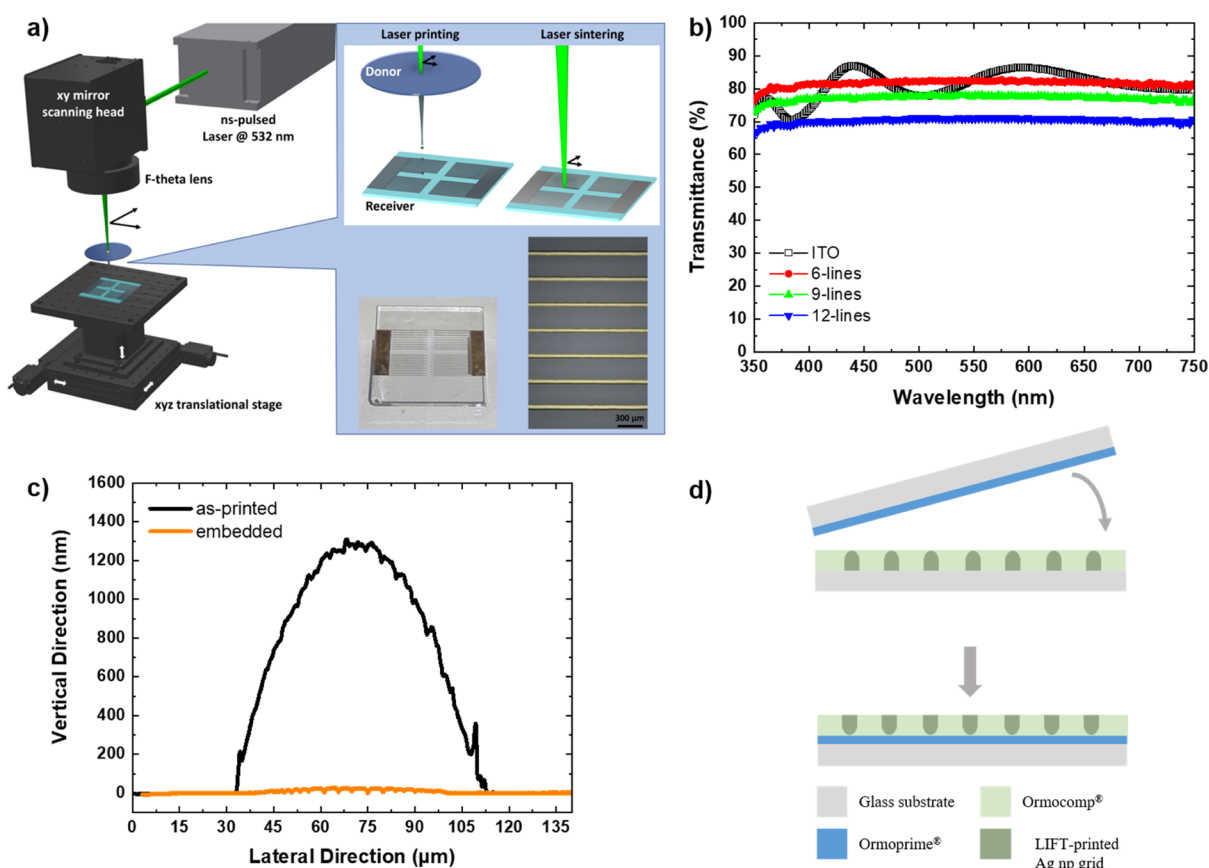 a)
Laser printing
Laser sintering
Donor
xy mirror
scanning head
ns-pulsed
Laser @ 532 nm
F-theta lens
Receiver
xyz translational stage
300 µm
b)
Transmittance (%)
100
90
80
70
60
50
40
30
20
10
0
ITO
6-lines
9-lines
12-lines
350 400 450 500 550 600 650 700 750
Wavelength (nm)
c)
Vertical Direction (nm)
1600
1400
1200
1000
800
600
400
200
0
as-printed
embedded
0 15 30 45 60 75 90 105 120 135
Lateral Direction (µm)
d)
Glass substrate
Ormocomp®
Ormoprime®
LIFT-printed
Ag np grid